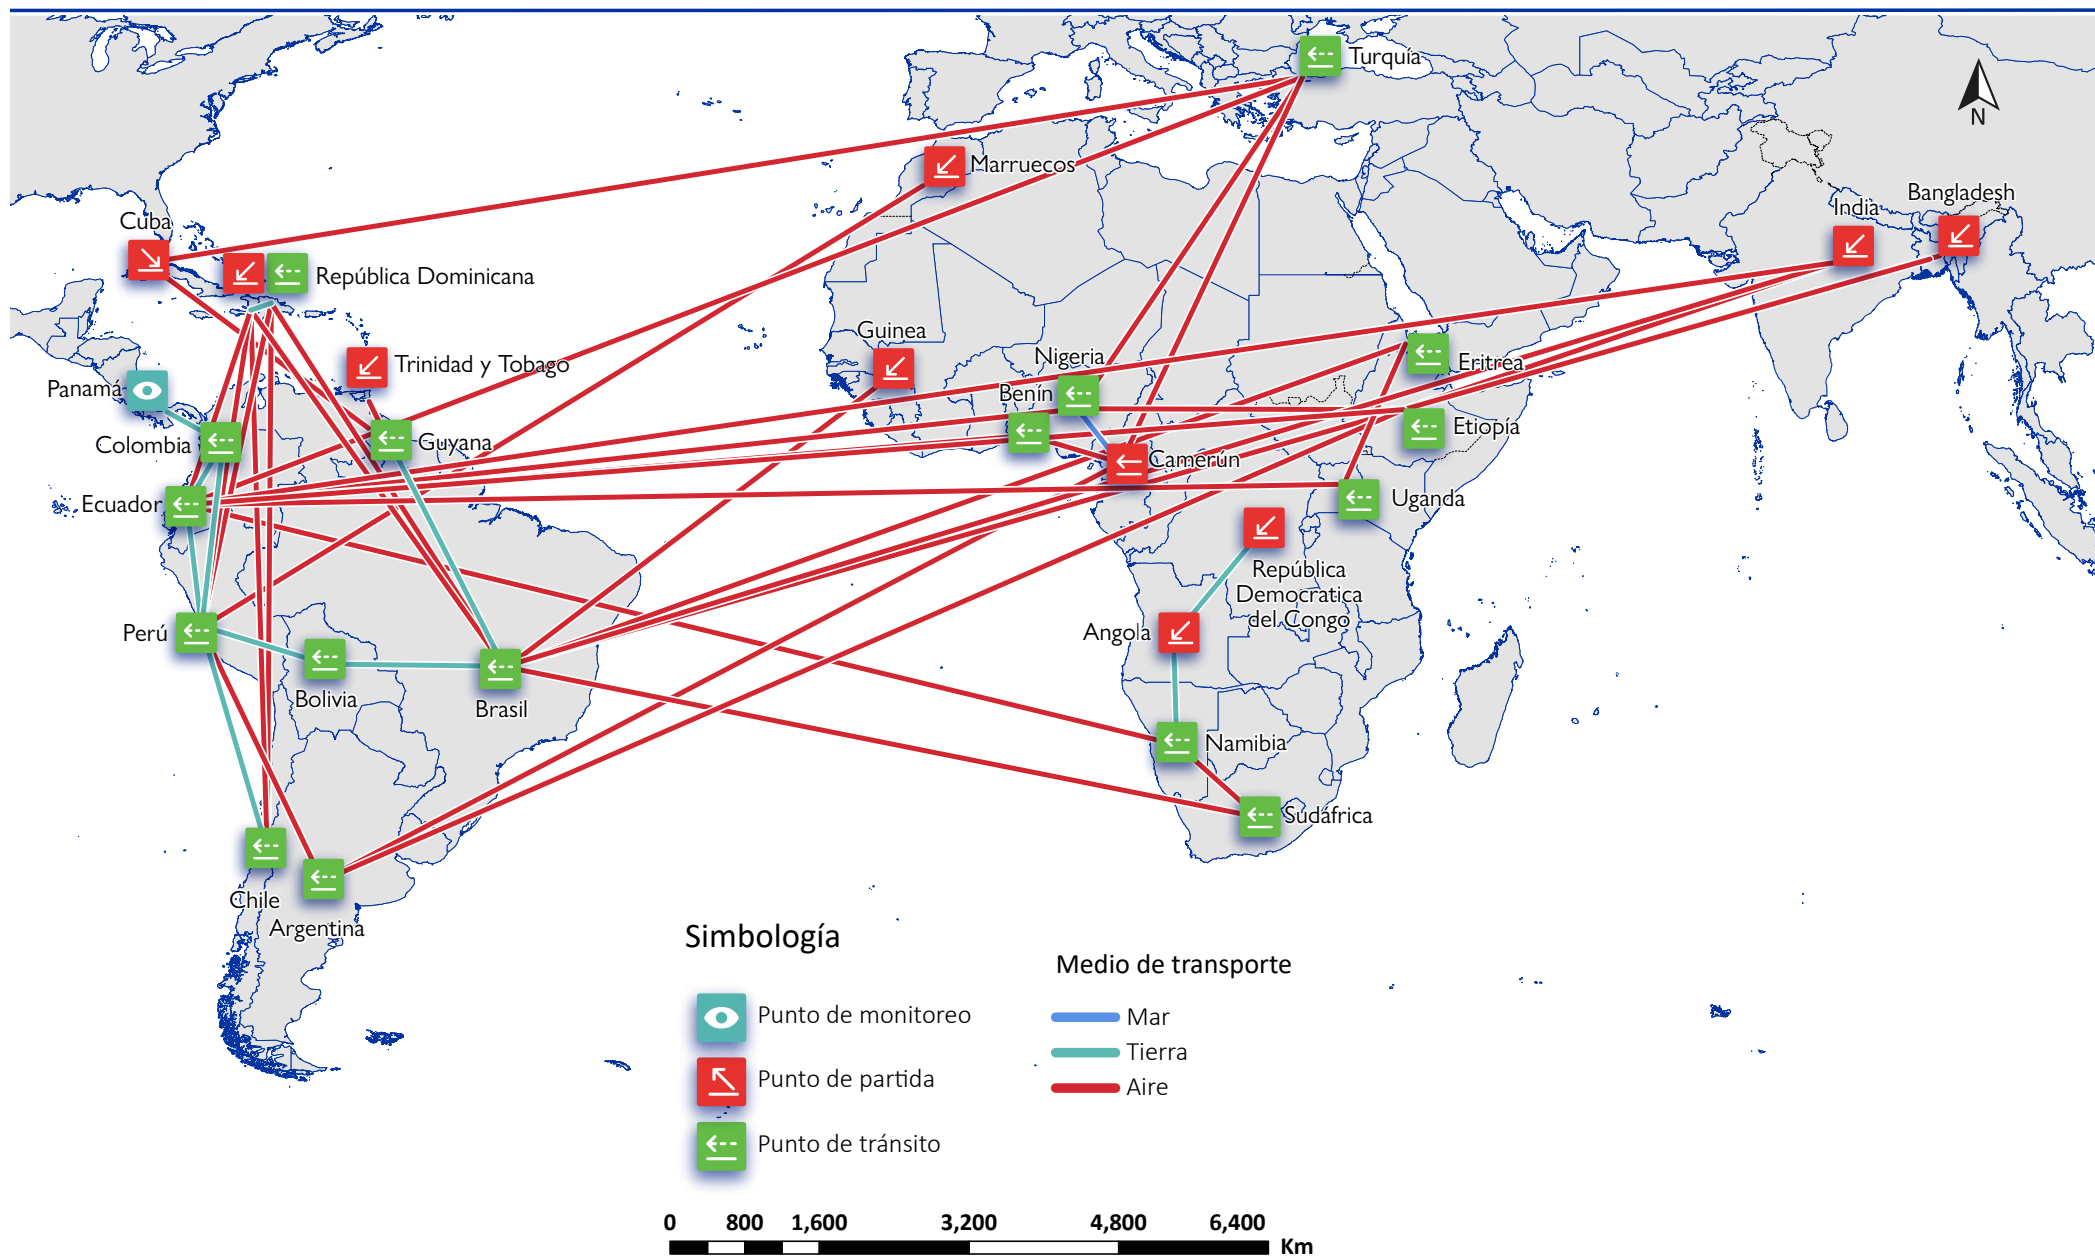 Turquía
N
Marruecos
Bangladesh
India
Cuba
República Dominicana
Guinea
Nigeria
Trinidad y Tobago
Eritrea
Panamá
Benín
Etiopía
Colombia
Guyana
Camerún
Ecuador
Uganda
República
Democratica
del Congo
Perú
Angola
Bolivia
Brasil
Namibia
Sudáfrica
Chile
Argentina
Simbología
Medio de transporte
Punto de monitoreo
Mar
Tierra
Punto de partida
Aire
Punto de tránsito
0 800 1,600 3,200 4,800 6,400
Km